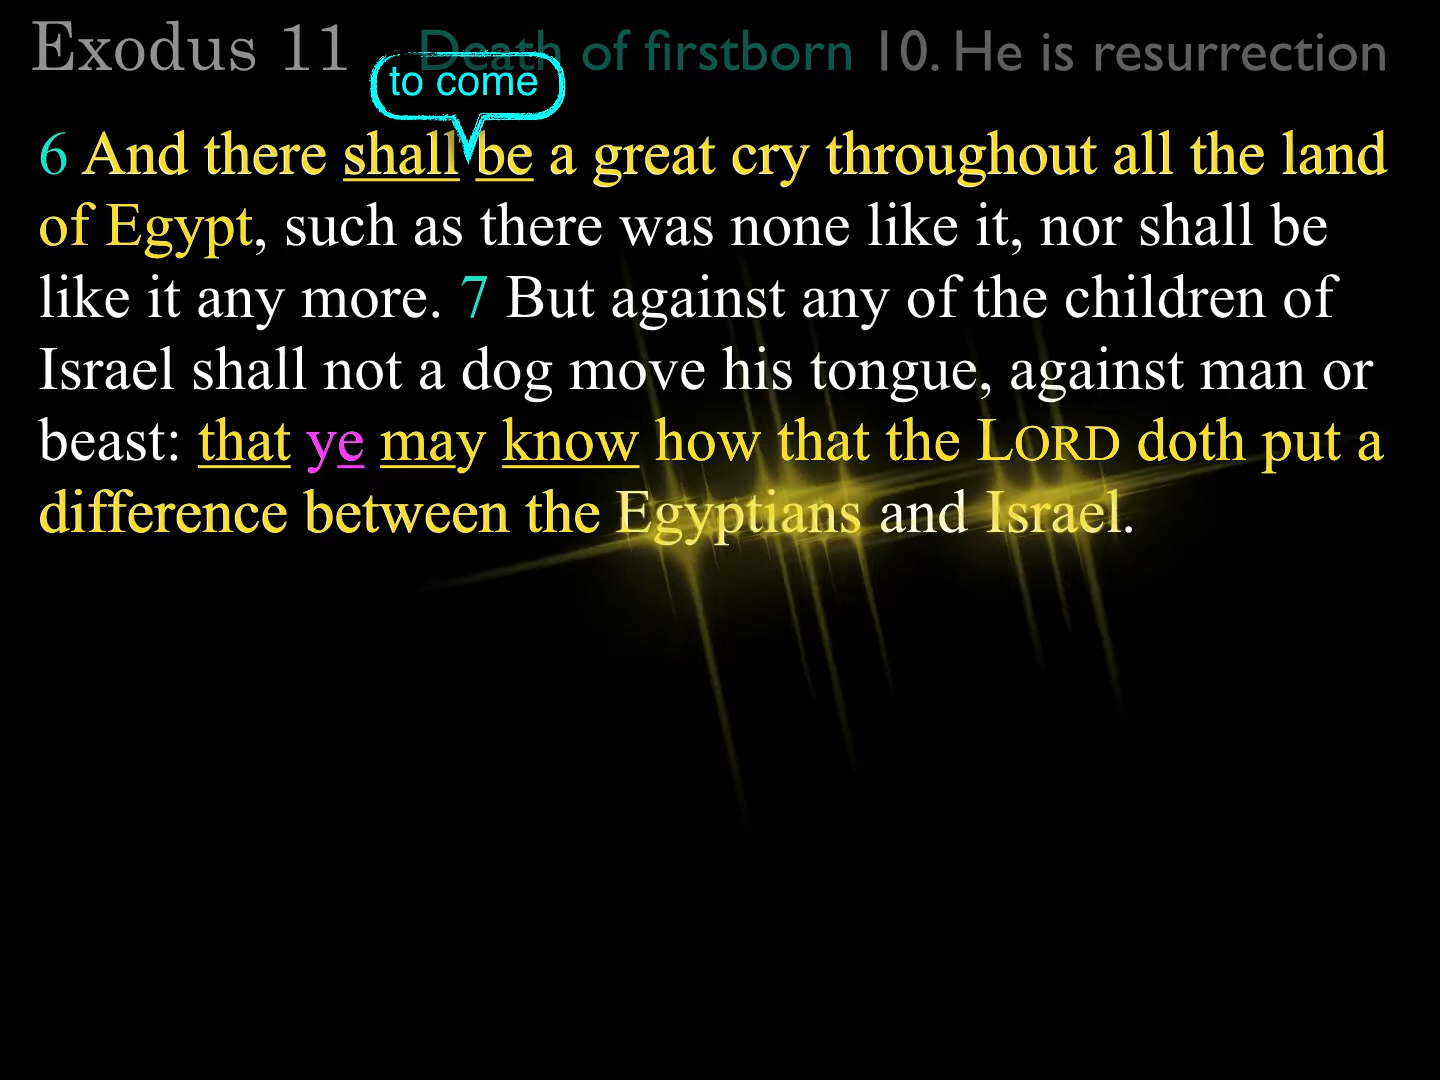 Exodus 11 Death of firstborn 10. He is resurrection
to come
6 And there shall be a great cry throughout all the land
of Egypt, such as there was none like it, nor shall be
like it any more. 7 But against any of the children of
Israel shall not a dog move his tongue, against man or
beast: that ye may know how that the LORD doth put a
difference between the Egyptians and Israel.